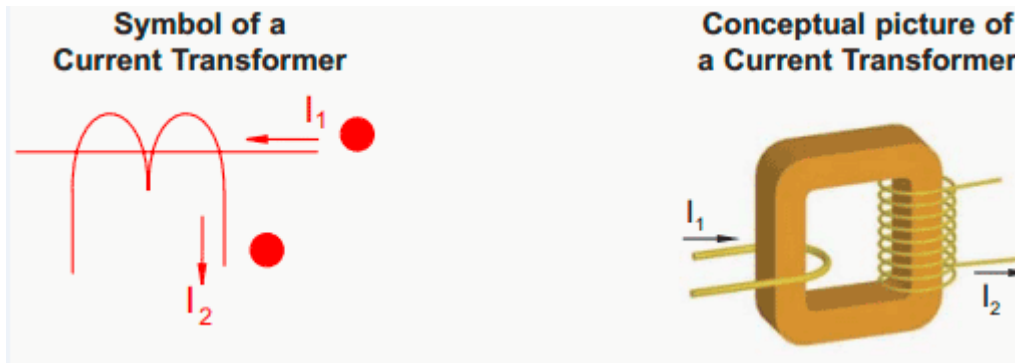 Symbol of a
Current Transformer
I1
I2
Conceptual picture of
a Current Transformer
I1
I2